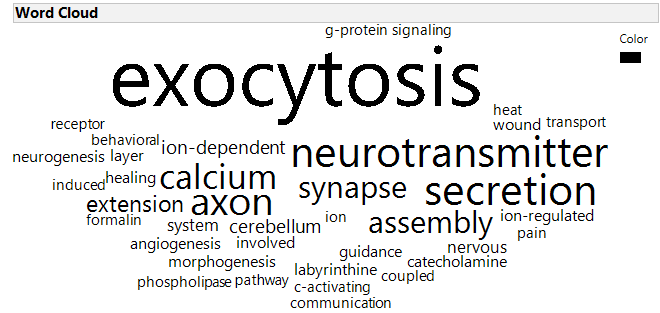 Word Cloud
g-protein signaling
Color
exocytosis
heat
receptor
wound transport
behavioral
ion-dependent
neurotransmitter
neurogenesis layer
induced healing calcium synapse secretion
extension axon
formalin system cerebellum ion assembly ion-regulated
pain
angiogenesis involved
guidance nervous
morphogenesis labyrinthine catecholamine
phospholipase pathway coupled
c-activating
communication